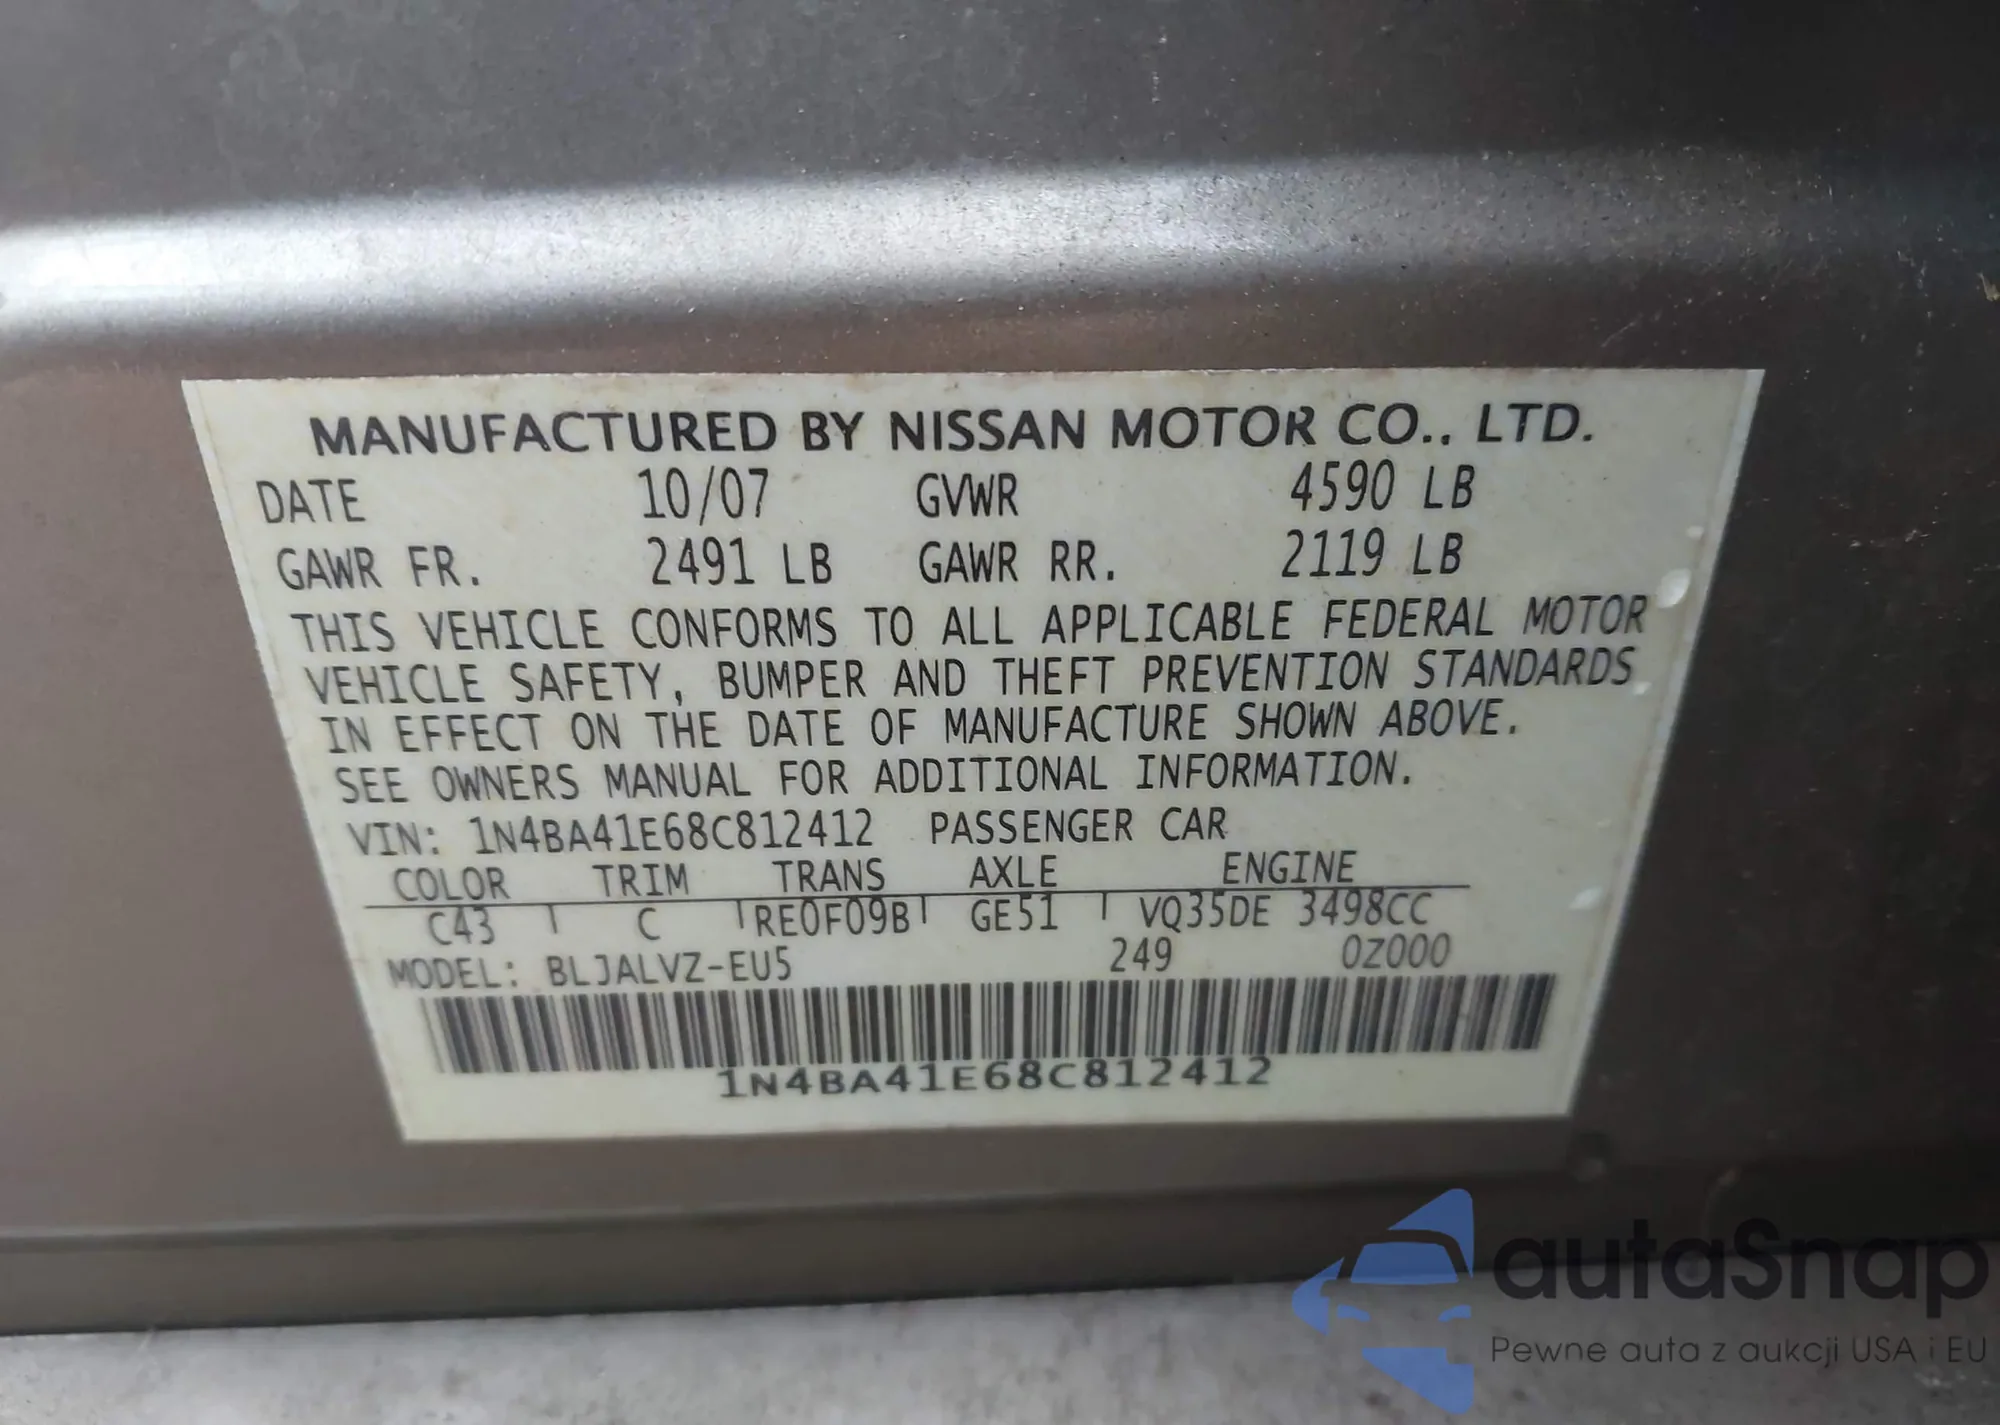 MANUFACTURED BY NISSAN MOTOR CO., LTD.
DATE 10/07 GVWR 4590 LB
GAWR FR. 2491 LB GAWR RR. 2119 LB
THIS VEHICLE CONFORMS TO ALL APPLICABLE FEDERAL MOTOR
VEHICLE SAFETY, BUMPER AND THEFT PREVENTION STANDARDS
IN EFFECT ON THE DATE OF MANUFACTURE SHOWN ABOVE.
SEE OWNERS MANUAL FOR ADDITIONAL INFORMATION.
VIN: 1N4BA41E68C812412 PASSENGER CAR
COLOR TRIM TRANS AXLE ENGINE
C43 C RE0F09B GE51 VQ35DE 3498CC
MODEL: BLJALVZ-EU5 249 0Z000
1N4BA41E68C812412
autaSnap
Pewne auta z aukcji USA i EU